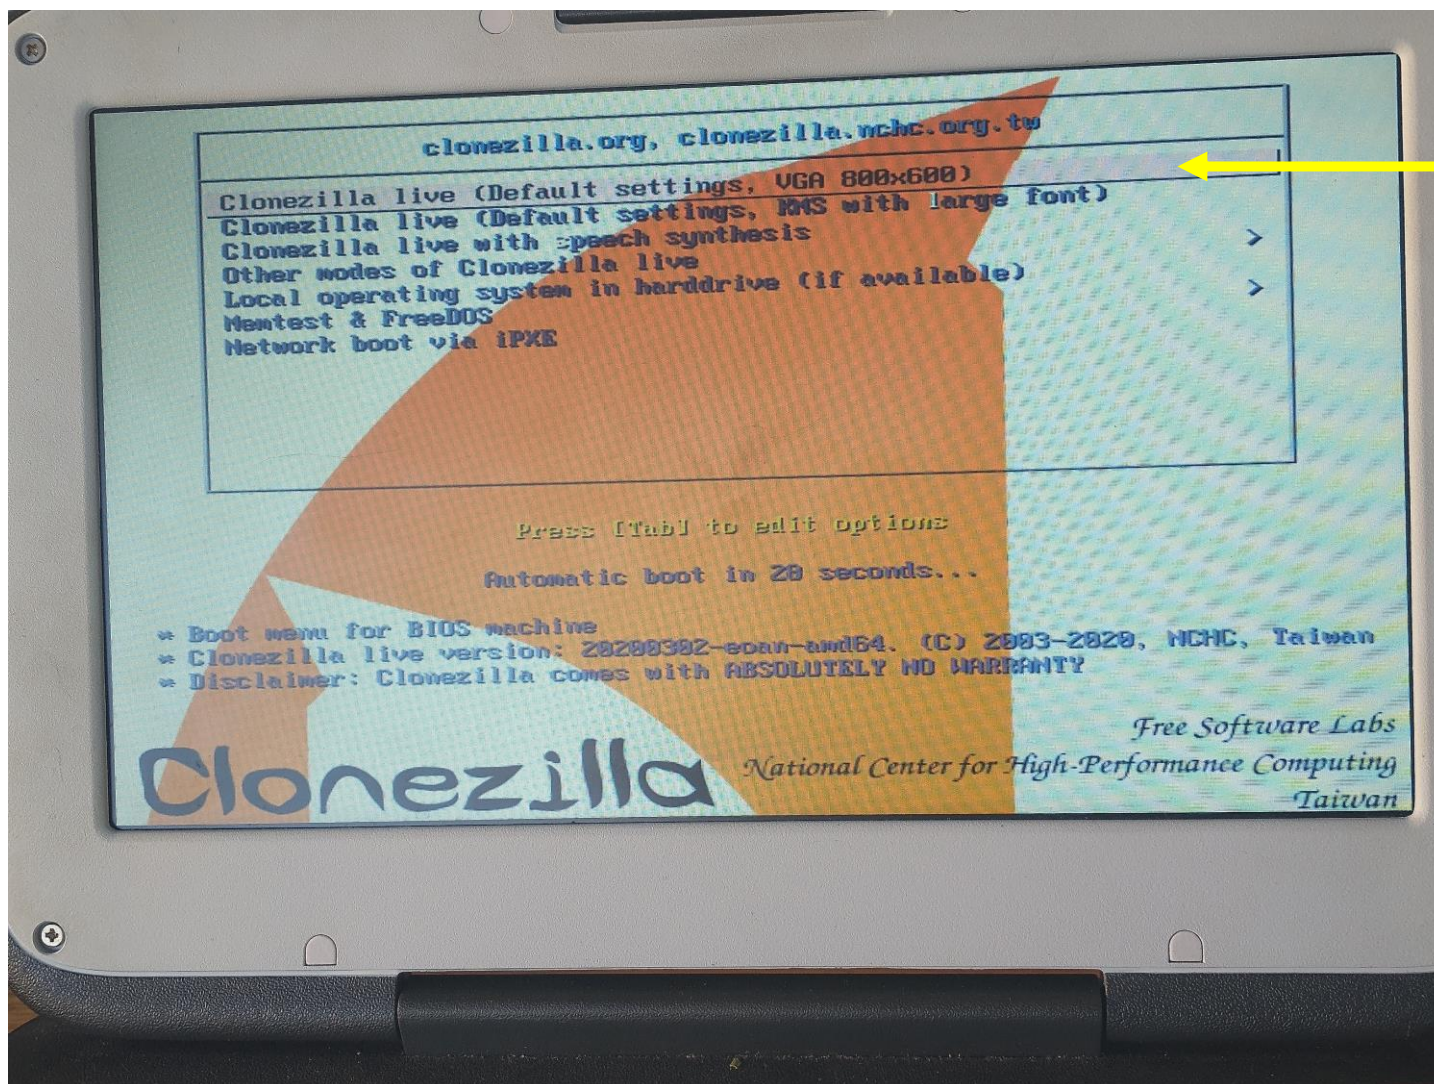 clonezilla.org, clonezilla.nchc.org.tw
Clonezilla live (Default settings, VGA 800x600)
Clonezilla live (Default settings, KMS with large font)
Clonezilla live with speech synthesis
Other modes of Clonezilla live >
Local operating system in harddrive (if available)
Memtest & FreeDOS >
Network boot via iPXE
Press [Tab] to edit options
Automatic boot in 20 seconds...
* Boot menu for BIOS machine
* Clonezilla live version: 20200302-eoan-amd64. (C) 2003-2020, NCHC, Taiwan
* Disclaimer: Clonezilla comes with ABSOLUTELY NO WARRANTY
Free Software Labs
Clonezilla National Center for High-Performance Computing
Taiwan